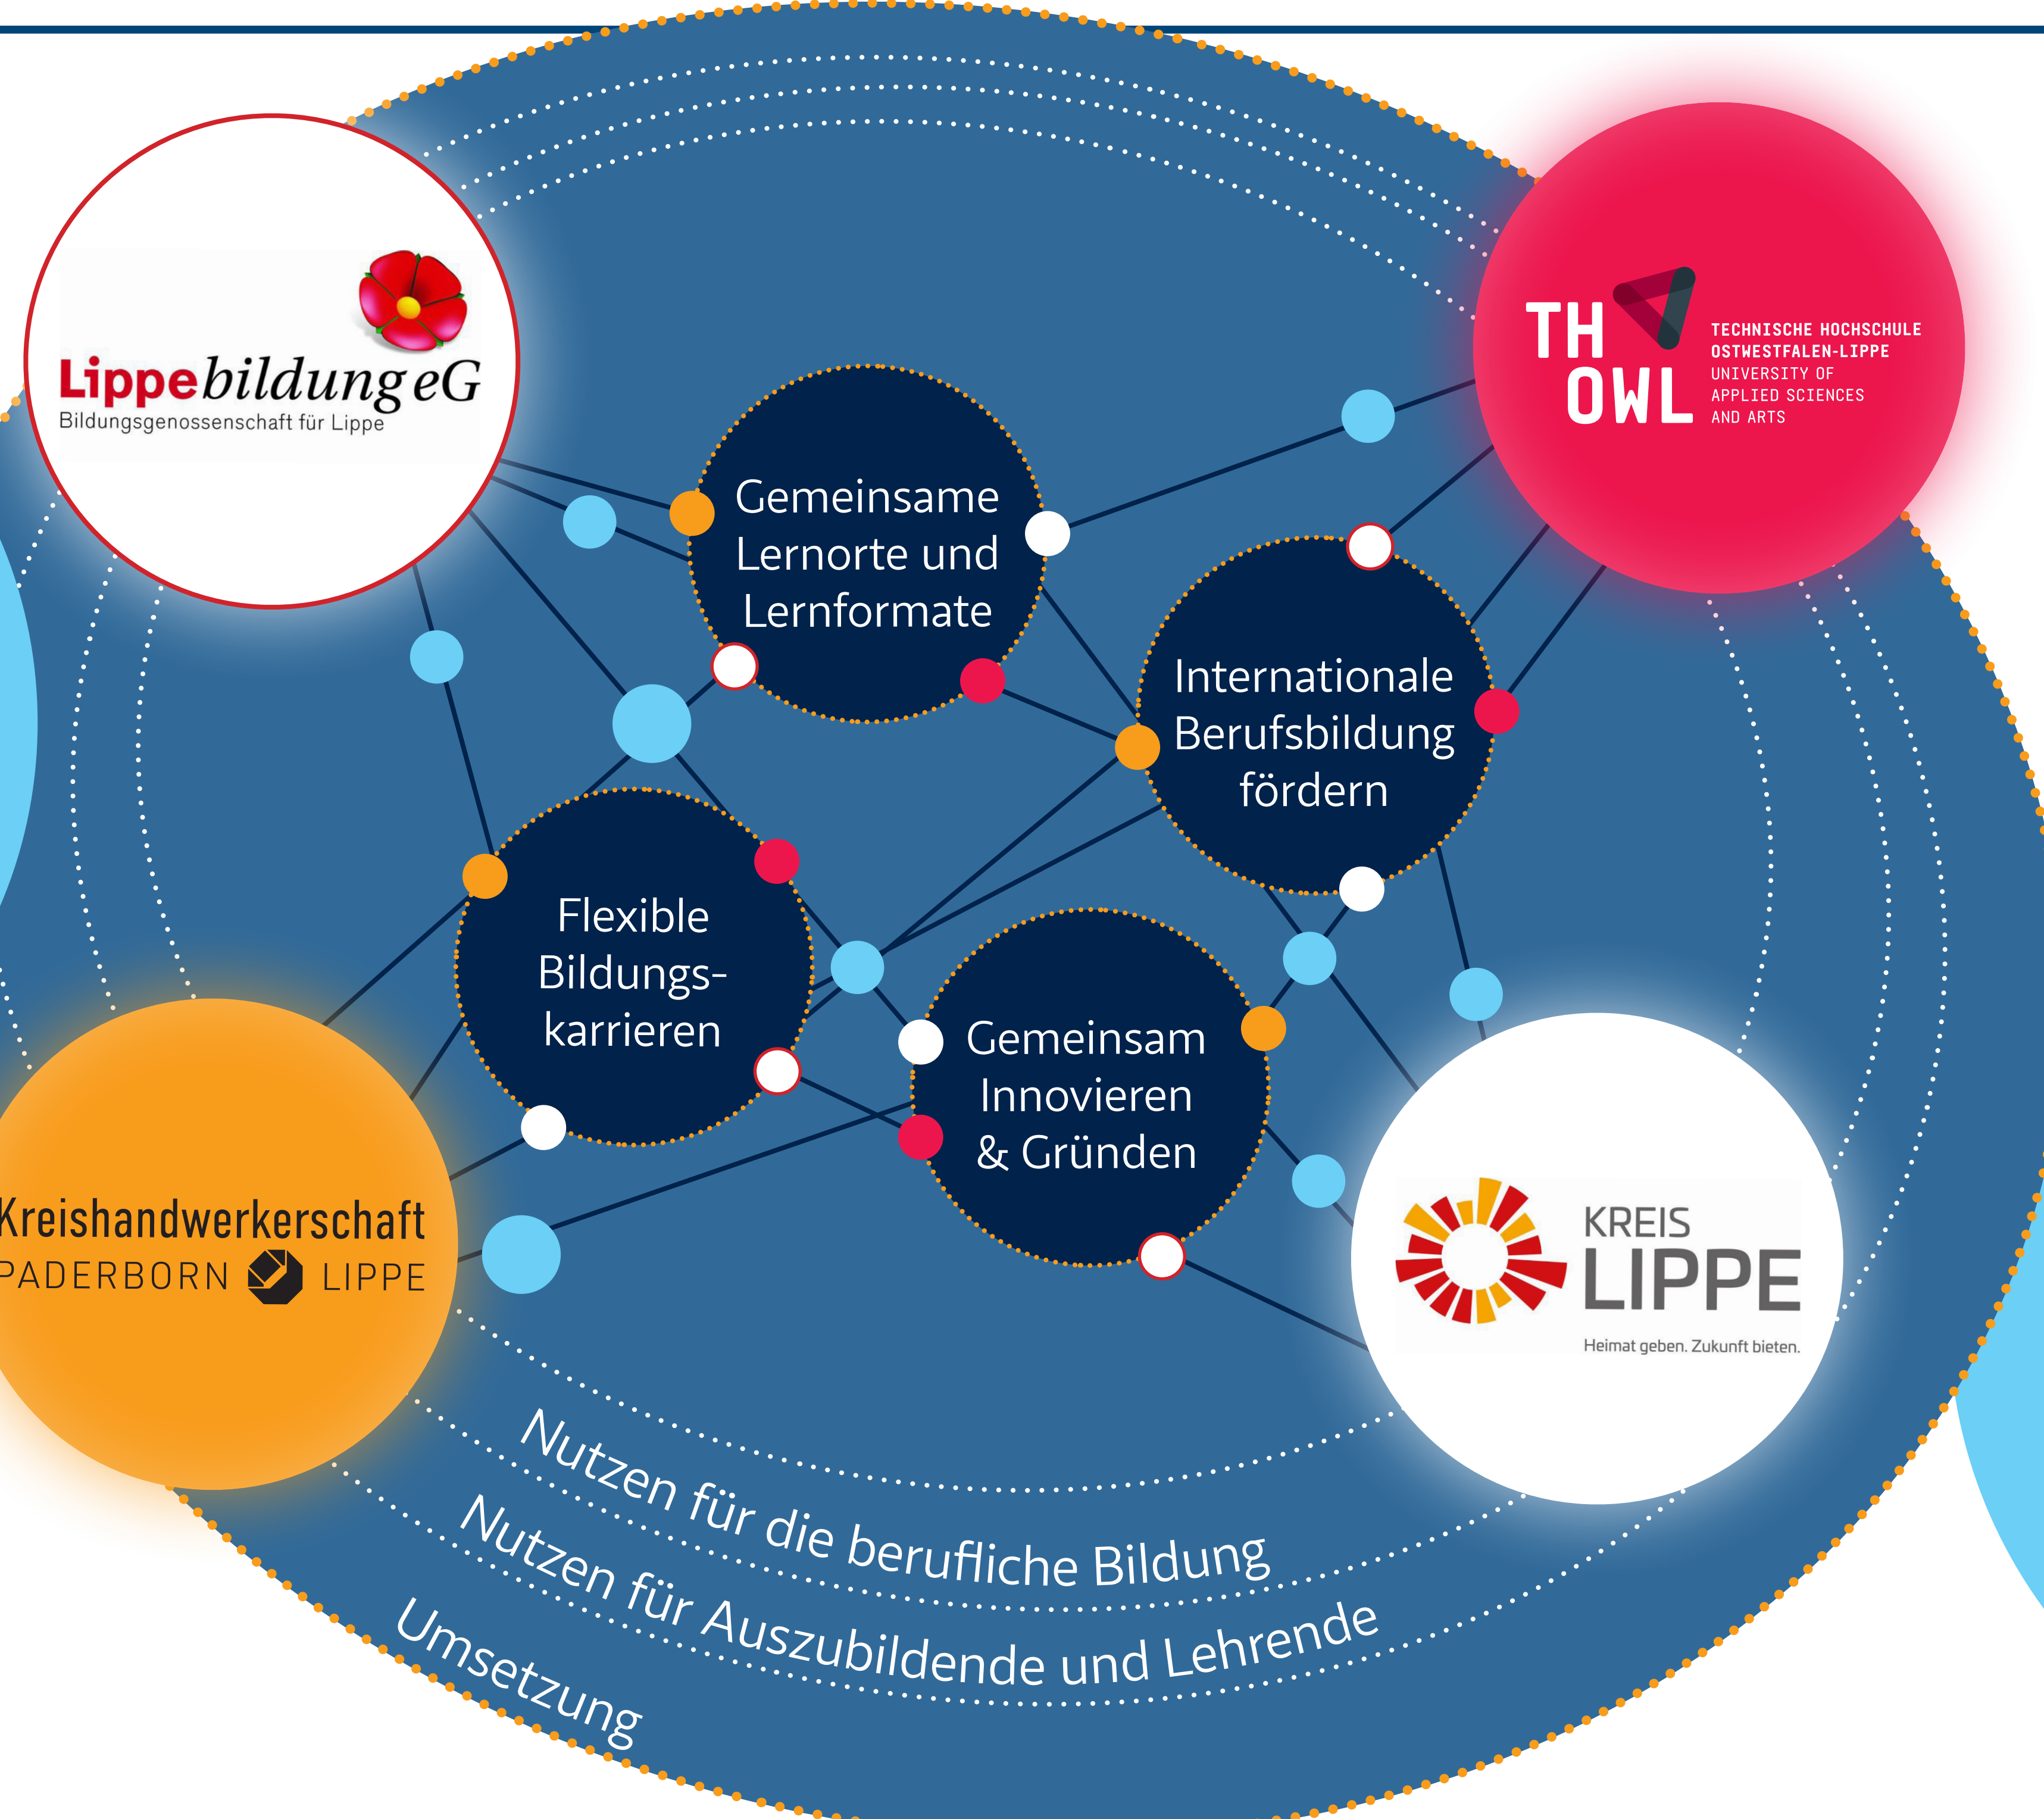 Lippebildung eG
Bildungsgenossenschaft für Lippe
TH
OWL
TECHNISCHE HOCHSCHULE
OSTWESTFALEN-LIPPE
UNIVERSITY OF
APPLIED SCIENCES
AND ARTS
Gemeinsame
Lernorte und
Lernformate
Internationale
Berufsbildung
fördern
Flexible
Bildungs-
karrieren
Gemeinsam
Innovieren
& Gründen
Kreishandwerkerschaft
PADERBORN LIPPE
KREIS
LIPPE
Heimat geben. Zukunft bieten.
Nutzen für die berufliche Bildung
Nutzen für Auszubildende und Lehrende
Umsetzung